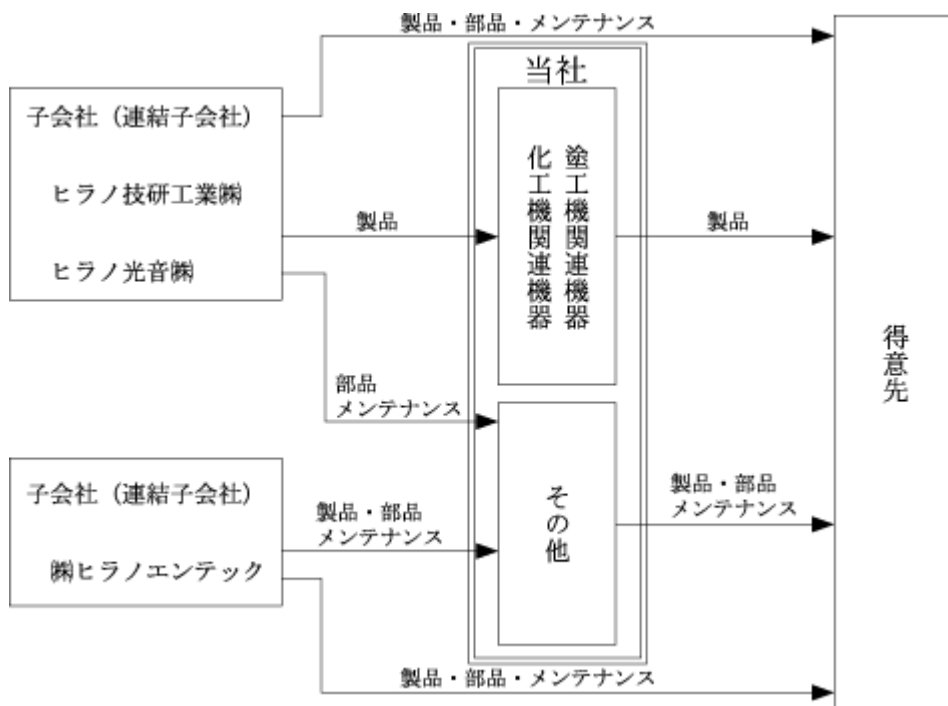 製品・部品・メンテナンス
当社
子会社（連結子会社）
ヒラノ技研工業㈱
ヒラノ光音㈱
製品
塗工機関連機器
化工機関連機器
製品
得意先
部品
メンテナンス
子会社（連結子会社）
㈱ヒラノエンテック
製品・部品
メンテナンス
その他
製品・部品
メンテナンス
製品・部品・メンテナンス